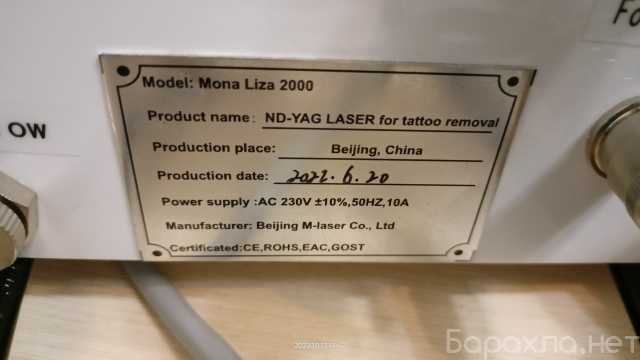 Fo
OW
Model: Mona Liza 2000
Product name: ND-YAG LASER for tattoo removal
Production place: Beijing, China
Production date: 2022.6.20
Power supply :AC 230V ±10%,50HZ,10A
Manufacturer: Beijing M-laser Co., Ltd
Certificated:CE,ROHS,EAC,GOST
Барахла.нет